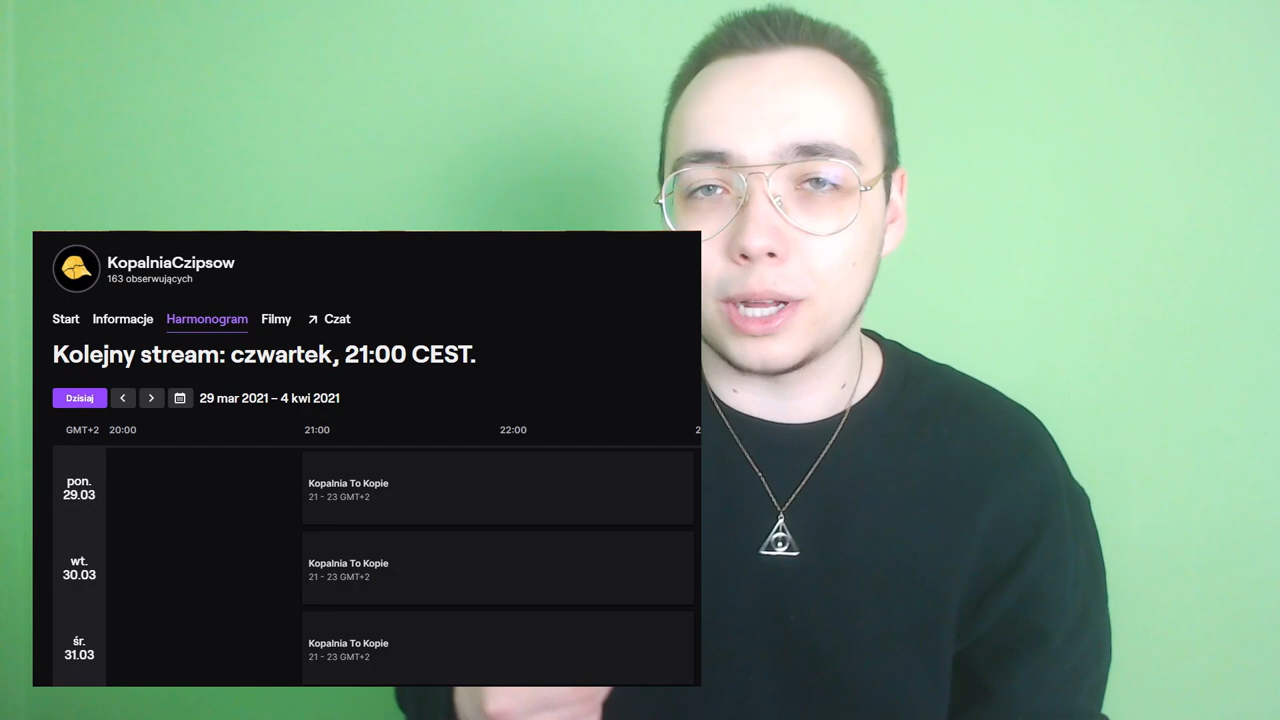 KopalniaCzipsow
163 obserwujących
Start Informacje Harmonogram Filmy Czat
Kolejny stream: czwartek, 21:00 CEST.
Dzisiaj 29 mar 2021 – 4 kwi 2021
GMT+2 20:00 21:00 22:00 2
pon. 29.03
Kopalnia To Kopie
21 - 23 GMT+2
wt. 30.03
Kopalnia To Kopie
21 - 23 GMT+2
śr. 31.03
Kopalnia To Kopie
21 - 23 GMT+2